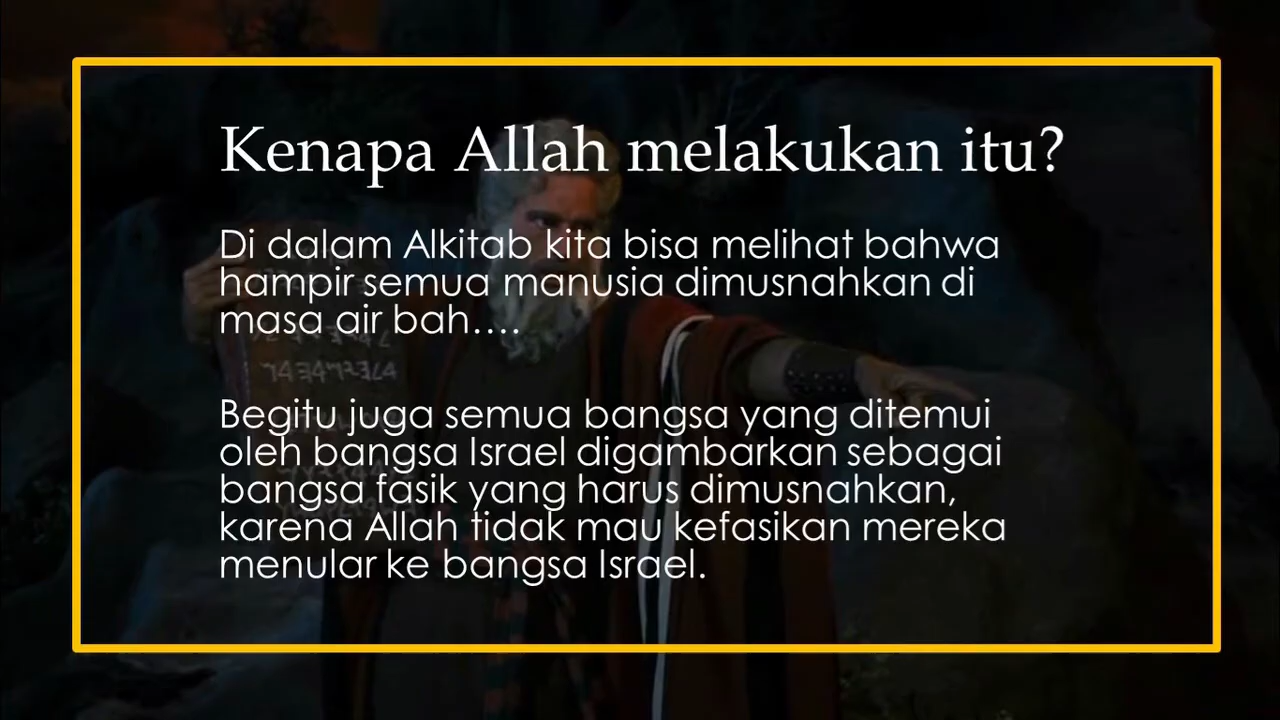 Kenapa Allah melakukan itu?
Di dalam Alkitab kita bisa melihat bahwa
hampir semua manusia dimusnahkan di
masa air bah....
Begitu juga semua bangsa yang ditemui
oleh bangsa Israel digambarkan sebagai
bangsa fasik yang harus dimusnahkan,
karena Allah tidak mau kefasikan mereka
menular ke bangsa Israel.